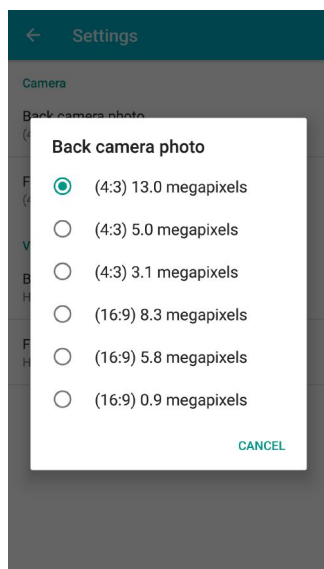 Settings
Camera
Back camera photo
Back camera photo
(4:3) 13.0 megapixels
(4:3) 5.0 megapixels
(4:3) 3.1 megapixels
(16:9) 8.3 megapixels
(16:9) 5.8 megapixels
(16:9) 0.9 megapixels
CANCEL